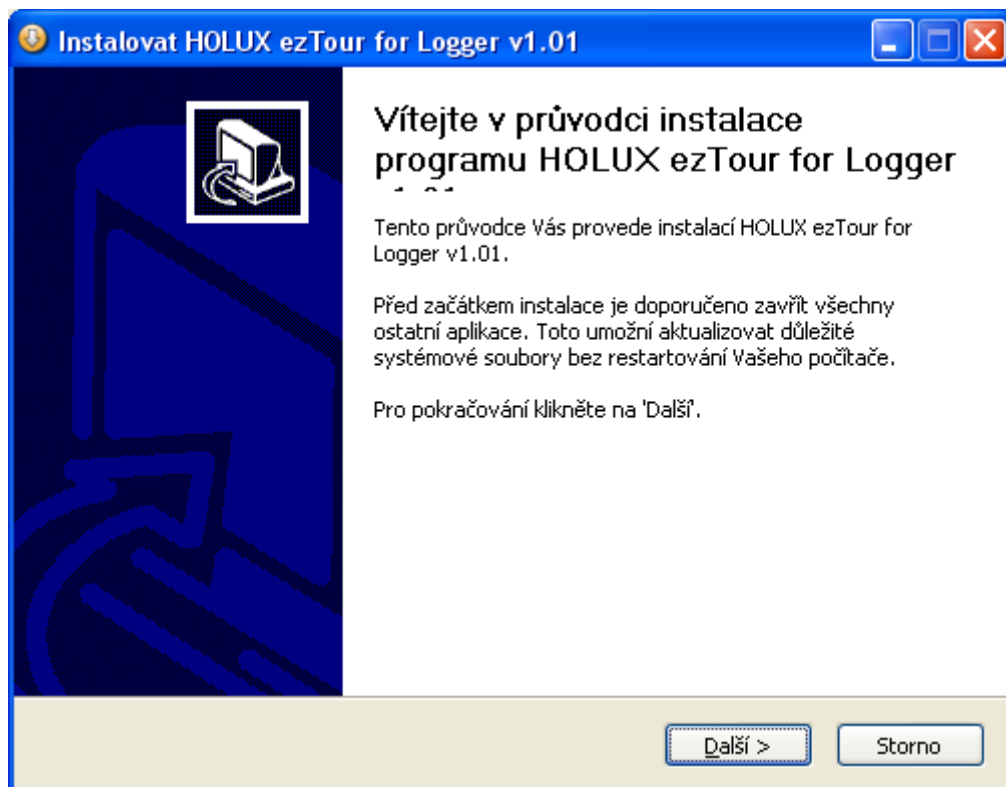 Instalovat HOLUX ezTour for Logger v1.01
Vítejte v průvodci instalace
programu HOLUX ezTour for Logger
Tento průvodce Vás provede instalací HOLUX ezTour for
Logger v1.01.
Před začátkem instalace je doporučeno zavřít všechny
ostatní aplikace. Toto umožní aktualizovat důležité
systémové soubory bez restartování Vašeho počítače.
Pro pokračování klikněte na 'Další'.
Další >
Storno